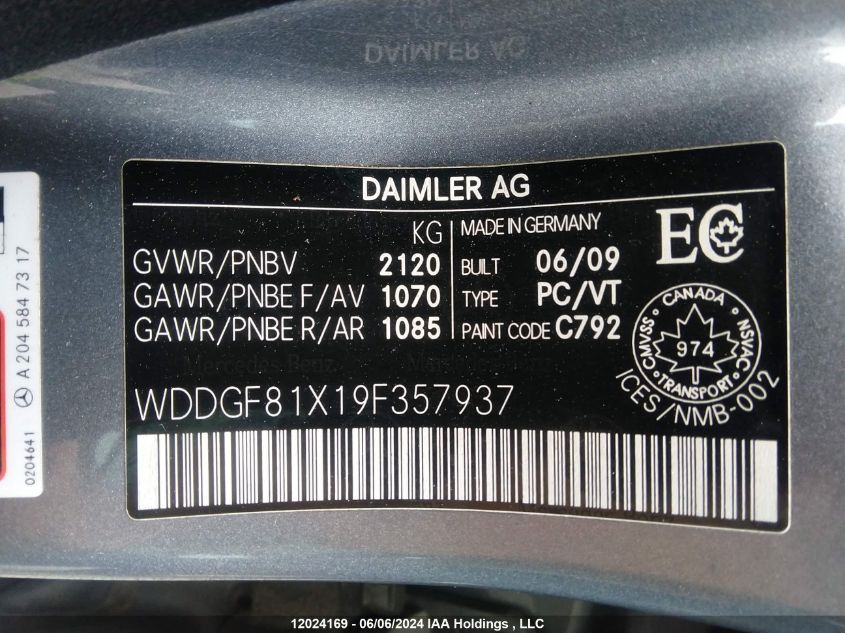 DAIMLER AG
DAIMLER AG
KG
MADE IN GERMANY
EC
GVWR/PNBV 2120 BUILT 06/09
GAWR/PNBE F/AV 1070 TYPE PC/VT
GAWR/PNBE R/AR 1085 PAINT CODE C792
CANADA
CMVSS 974 NSVAC
TRANSPORT
ICES/NMB-002
Mercedes Benz
WDDGF81X19F357937
A 204 584 73 17
0204641
12024169 - 06/06/2024 IAA Holdings, LLC